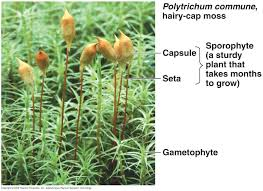 Polytrichum commune,
hairy-cap moss
Capsule
Seta
Sporophyte
(a sturdy
plant that
takes months
to grow)
Gametophyte